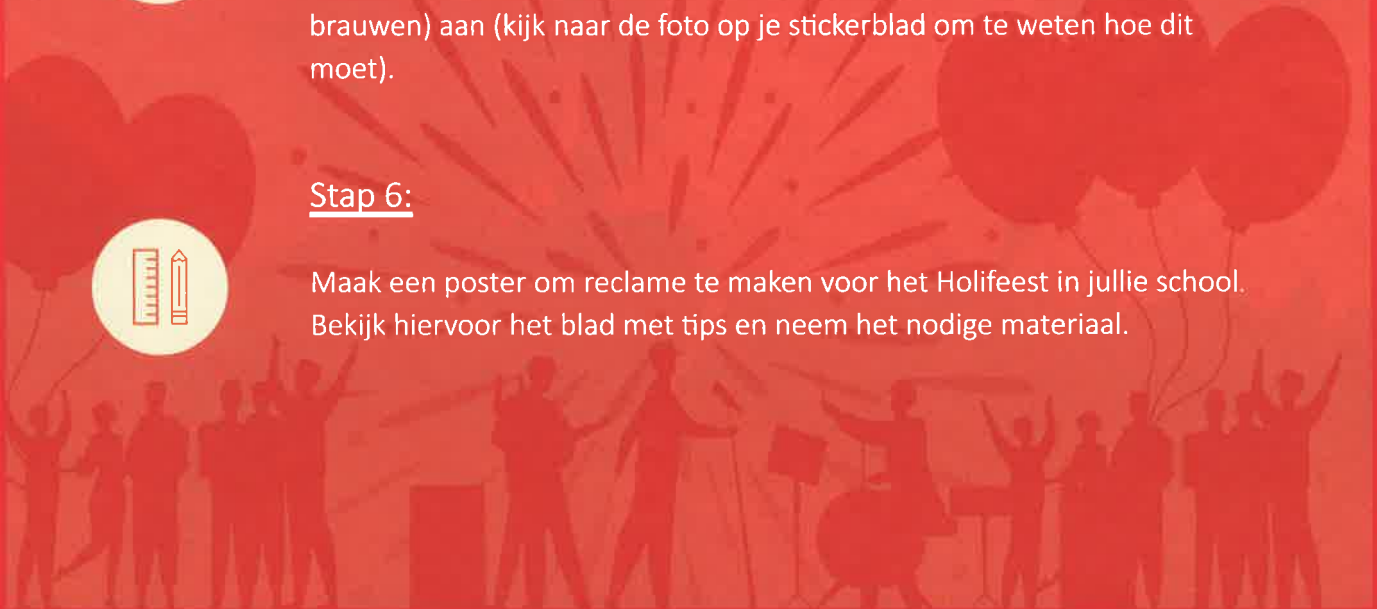 brauwen) aan (kijk naar de foto op je stickerblad om te weten hoe dit
moet).
Stap 6:
Maak een poster om reclame te maken voor het Holifeest in jullie school.
Bekijk hiervoor het blad met tips en neem het nodige materiaal.